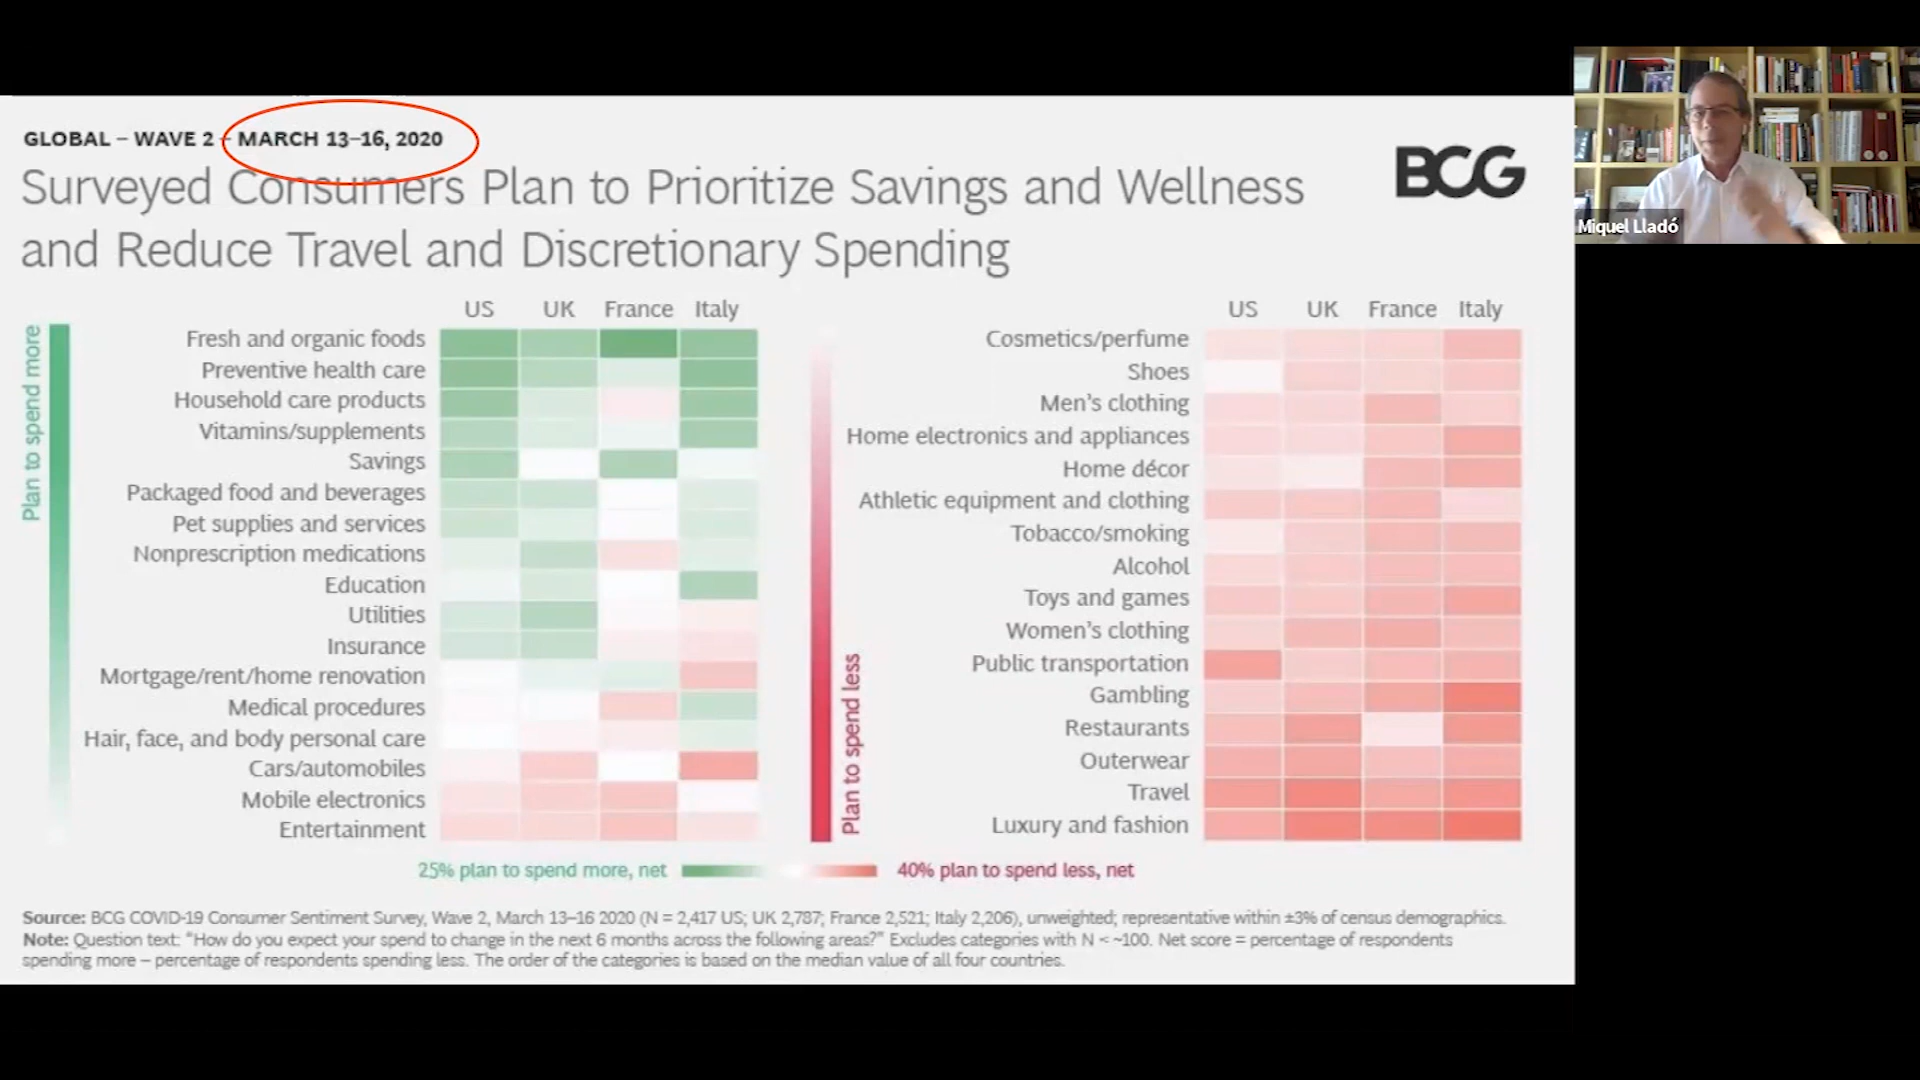 GLOBAL – WAVE 2 – MARCH 13–16, 2020
Surveyed Consumers Plan to Prioritize Savings and Wellness
and Reduce Travel and Discretionary Spending
BCG
Miquel Lladó
Plan to spend more
US UK France Italy
Fresh and organic foods
Preventive health care
Household care products
Vitamins/supplements
Savings
Packaged food and beverages
Pet supplies and services
Nonprescription medications
Education
Utilities
Insurance
Mortgage/rent/home renovation
Medical procedures
Hair, face, and body personal care
Cars/automobiles
Mobile electronics
Entertainment
Plan to spend less
US UK France Italy
Cosmetics/perfume
Shoes
Men's clothing
Home electronics and appliances
Home décor
Athletic equipment and clothing
Tobacco/smoking
Alcohol
Toys and games
Women's clothing
Public transportation
Gambling
Restaurants
Outerwear
Travel
Luxury and fashion
25% plan to spend more, net
40% plan to spend less, net
Source: BCG COVID-19 Consumer Sentiment Survey, Wave 2, March 13–16 2020 (N = 2,417 US; UK 2,787; France 2,521; Italy 2,206), unweighted; representative within ±3% of census demographics.
Note: Question text: "How do you expect your spend to change in the next 6 months across the following areas?" Excludes categories with N < ~100. Net score = percentage of respondents
spending more – percentage of respondents spending less. The order of the categories is based on the median value of all four countries.